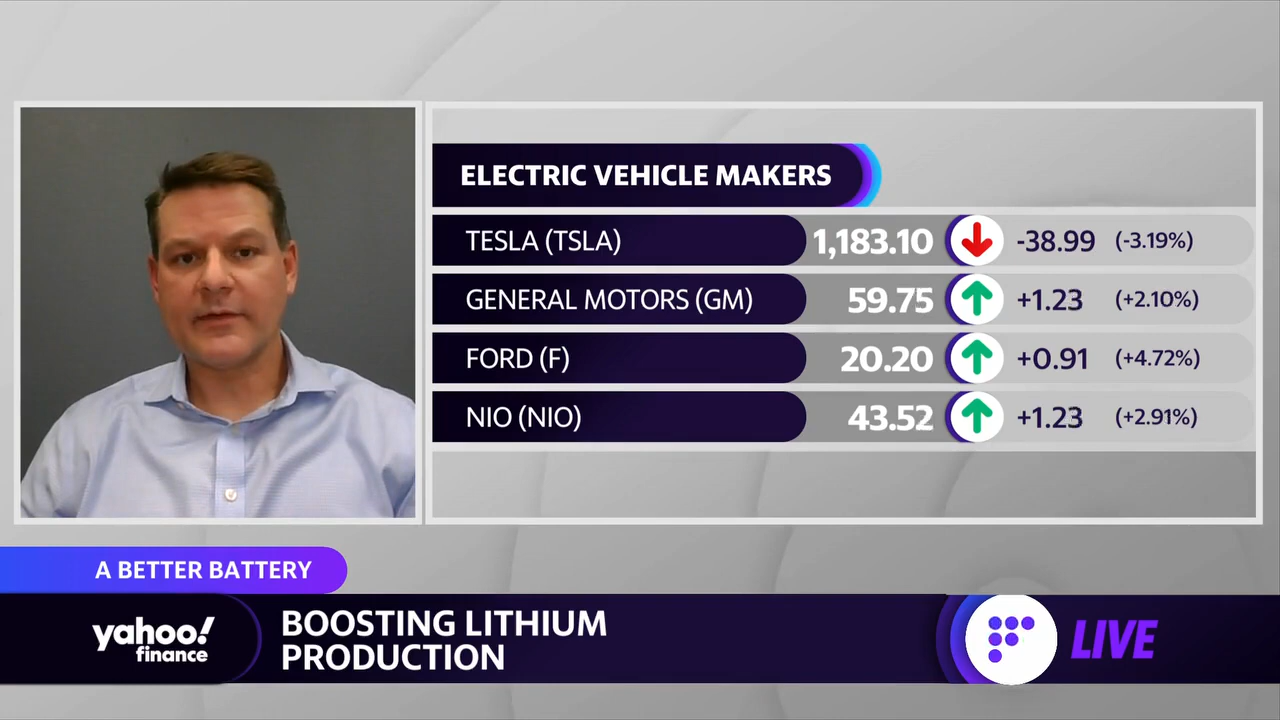 ELECTRIC VEHICLE MAKERS
TESLA (TSLA) 1,183.10 -38.99 (-3.19%)
GENERAL MOTORS (GM) 59.75 +1.23 (+2.10%)
FORD (F) 20.20 +0.91 (+4.72%)
NIO (NIO) 43.52 +1.23 (+2.91%)
A BETTER BATTERY
yahoo!
finance
BOOSTING LITHIUM
PRODUCTION
LIVE